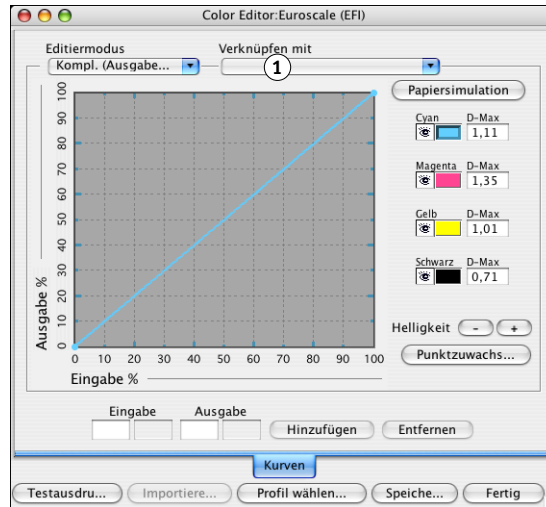 Color Editor:Euroscale (EFI)
Editiermodus
Verknüpfen mit
Kompl. (Ausgabe...
1
Papiersimulation
Cyan D-Max
1,11
Magenta D-Max
1,35
Gelb D-Max
1,01
Schwarz D-Max
0,71
Helligkeit - +
Punktzuwachs...
Ausgabe %
100
90
80
70
60
50
40
30
20
10
0
0 10 20 30 40 50 60 70 80 90 100
Eingabe %
Eingabe Ausgabe
Hinzufügen Entfernen
Kurven
Testausdru... Importiere... Profil wählen... Speiche... Fertig